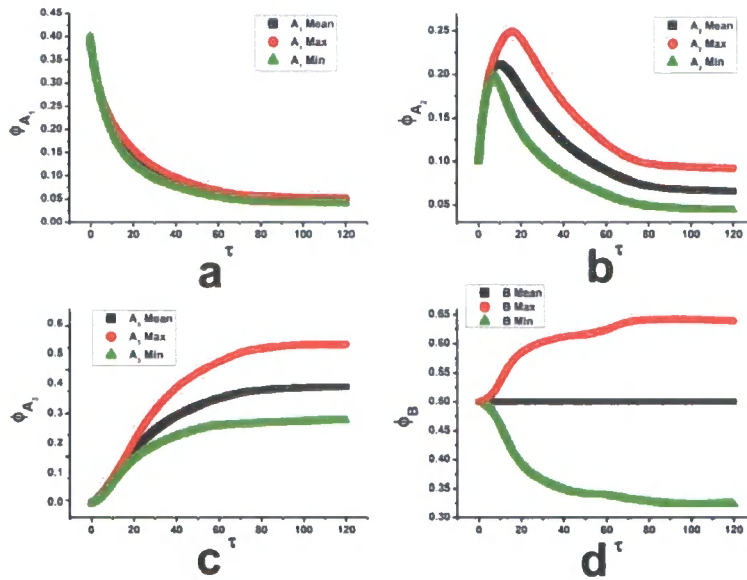 A₁ Mean
A₁ Max
A₁ Min
0.40
0.35
0.30
0.25
0.20
0.15
0.10
0.05
0.00
ϕA₁
0 20 40 60 80 100 120
τ
a
A₂ Mean
A₂ Max
A₂ Min
0.25
0.20
0.15
0.10
0.05
ϕA₂
0 20 40 60 80 100 120
τ
b
A₃ Mean
A₃ Max
A₃ Min
0.6
0.5
0.4
0.3
0.2
0.1
0.0
ϕA₃
0 20 40 60 80 100 120
τ
c
B Mean
B Max
B Min
0.65
0.60
0.55
0.50
0.45
0.40
0.35
0.30
ϕB
0 20 40 60 80 100 120
τ
d